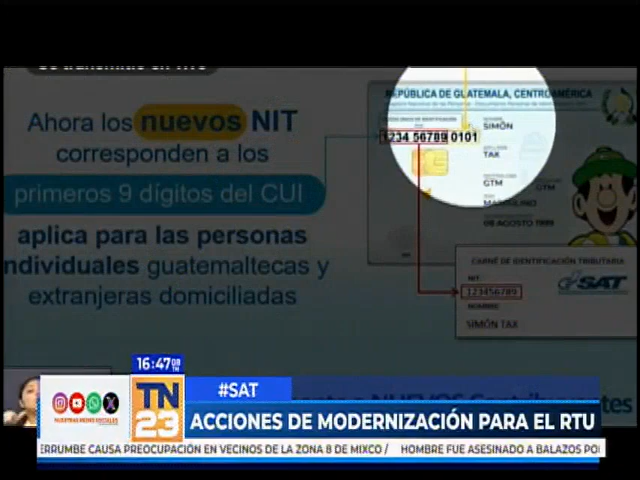 Ahora los nuevos NIT
corresponden a los
primeros 9 dígitos del CUI
aplica para las personas
ndividuales guatemaltecas y
extranjeras domiciliadas
REPÚBLICA DE GUATEMALA, CENTROAMÉRICA
1234 56789 0101
SIMÓN
TAX
GTM
GTM
MASCULINO
08 AGOSTO 1999
CARNÉ DE IDENTIFICACIÓN TRIBUTARIA
NIT:
123456789
NOMBRE:
SIMÓN TAX
SAT
16:47:08
TN
23
NUESTRAS REDES SOCIALES
#SAT
ACCIONES DE MODERNIZACIÓN PARA EL RTU
ERRUMBE CAUSA PREOCUPACIÓN EN VECINOS DE LA ZONA 8 DE MIXCO / HOMBRE FUE ASESINADO A BALAZOS PO